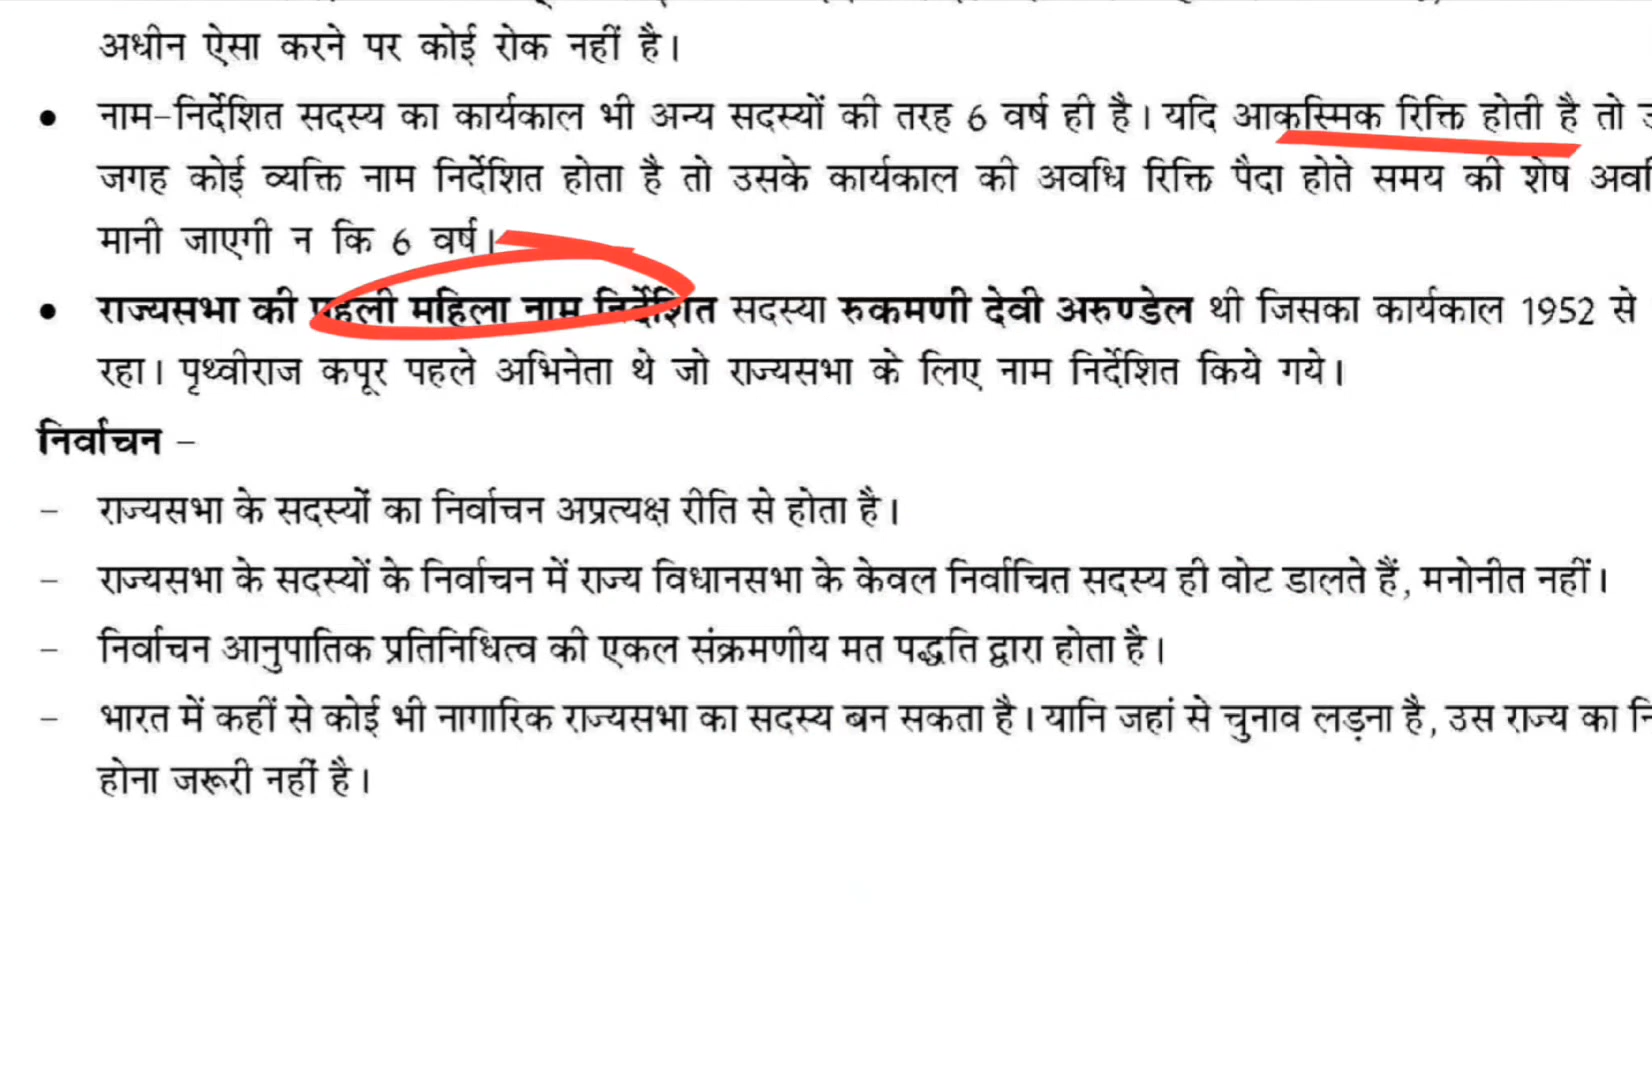 अधीन ऐसा करने पर कोई रोक नहीं है।
• नाम-निर्देशित सदस्य का कार्यकाल भी अन्य सदस्यों की तरह 6 वर्ष ही है। यदि आकस्मिक रिक्ति होती है तो
जगह कोई व्यक्ति नाम निर्देशित होता है तो उसके कार्यकाल की अवधि रिक्ति पैदा होते समय की शेष
मानी जाएगी न कि 6 वर्ष।
• राज्यसभा की पहली महिला नाम निर्देशित सदस्या रुकमणी देवी अरुण्डेल थी जिसका कार्यकाल 1952 से
रहा। पृथ्वीराज कपूर पहले अभिनेता थे जो राज्यसभा के लिए नाम निर्देशित किये गये।
निर्वाचन –
– राज्यसभा के सदस्यों का निर्वाचन अप्रत्यक्ष रीति से होता है।
– राज्यसभा के सदस्यों के निर्वाचन में राज्य विधानसभा के केवल निर्वाचित सदस्य ही वोट डालते हैं, मनोनीत नहीं।
– निर्वाचन आनुपातिक प्रतिनिधित्व की एकल संक्रमणीय मत पद्धति द्वारा होता है।
– भारत में कहीं से कोई भी नागारिक राज्यसभा का सदस्य बन सकता है। यानि जहां से चुनाव लड़ना है, उस राज्य का
होना जरूरी नहीं है।